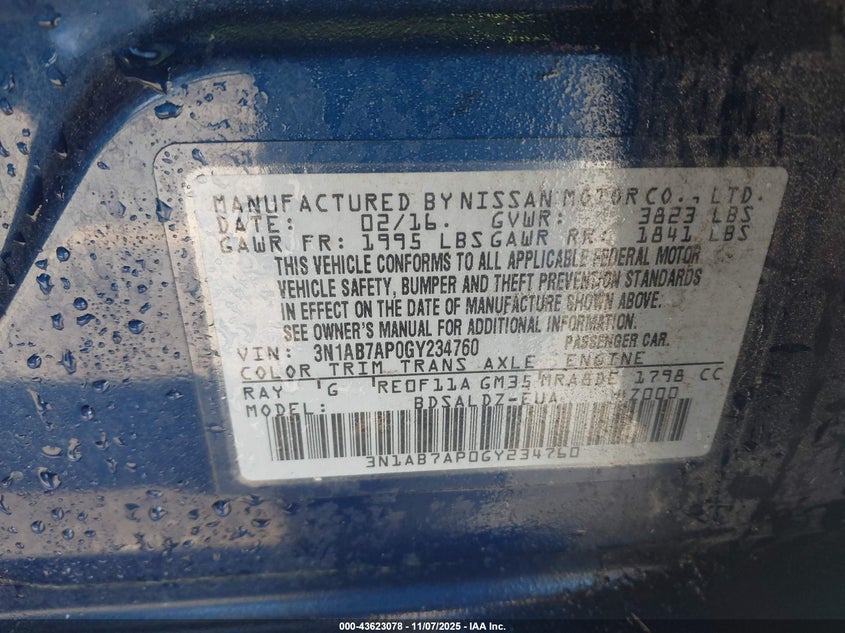 MANUFACTURED BY NISSAN MOTOR CO., LTD.
DATE: 02/16. GVWR: 3823 LBS
GAWR FR: 1995 LBS GAWR RR: 1841 LBS
THIS VEHICLE CONFORMS TO ALL APPLICABLE FEDERAL MOTOR
VEHICLE SAFETY, BUMPER AND THEFT PREVENTION STANDARDS
IN EFFECT ON THE DATE OF MANUFACTURE SHOWN ABOVE.
SEE OWNER'S MANUAL FOR ADDITIONAL INFORMATION.
VIN: 3N1AB7AP0GY234760 PASSENGER CAR.
COLOR TRIM TRANS AXLE ENGINE
RAY G RE0F11A GM35 MRA8DE 1798 CC
MODEL: BDSALDZ-EUA
3N1AB7AP0GY234760
000-43623078 - 11/07/2025 - IAA Inc.